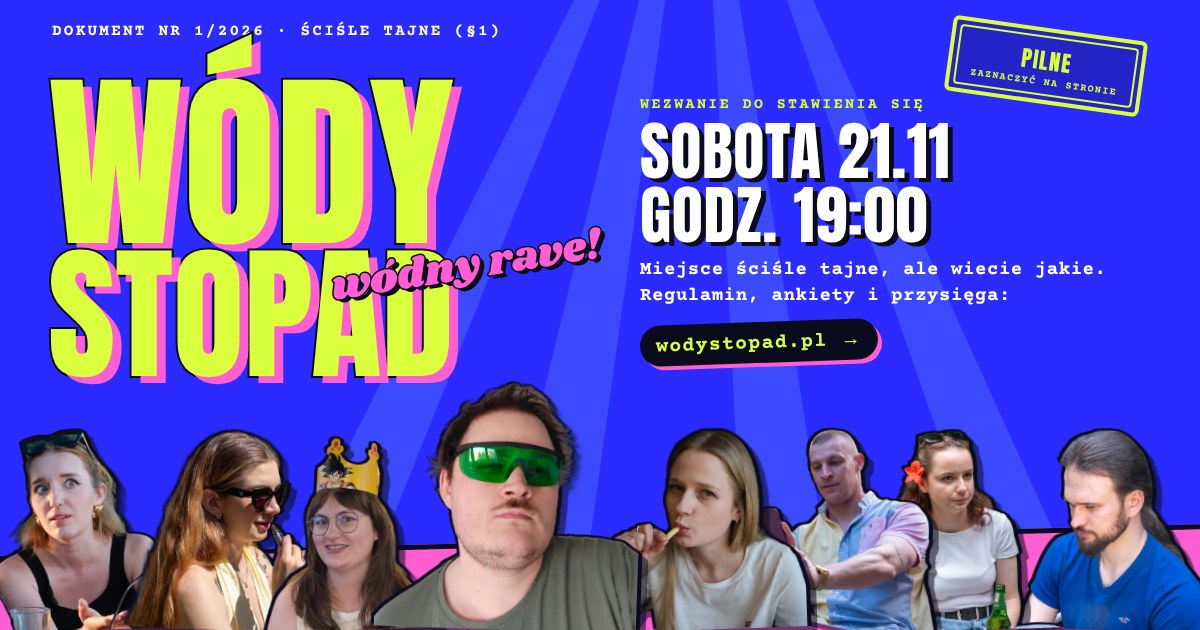 DOKUMENT NR 1/2026 · ŚCIŚLE TAJNE (§1)
WÓDY
STOPAD
wódny rave!
PILNE
ZAZNACZYĆ NA STRONIE
WEZWANIE DO STAWIENIA SIĘ
SOBOTA 21.11
GODZ. 19:00
Miejsce ściśle tajne, ale wiecie jakie.
Regulamin, ankiety i przysięga:
wodystopad.pl →